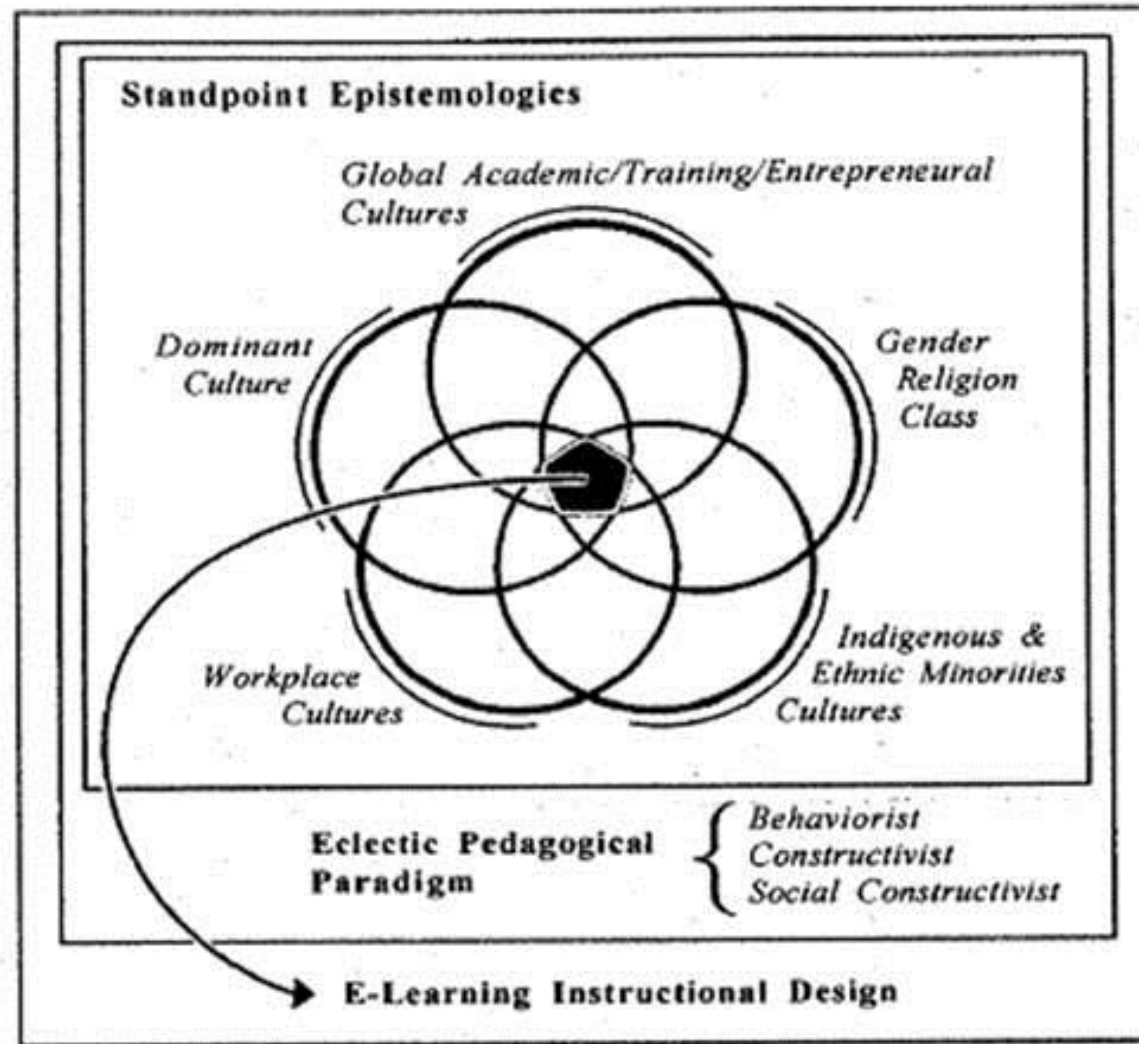 Standpoint Epistemologies
Global Academic/Training/Entrepreneural
Cultures
Dominant
Culture
Gender
Religion
Class
Workplace
Cultures
Indigenous &
Ethnic Minorities
Cultures
Eclectic Pedagogical
Paradigm
Behaviorist
Constructivist
Social Constructivist
E-Learning Instructional Design